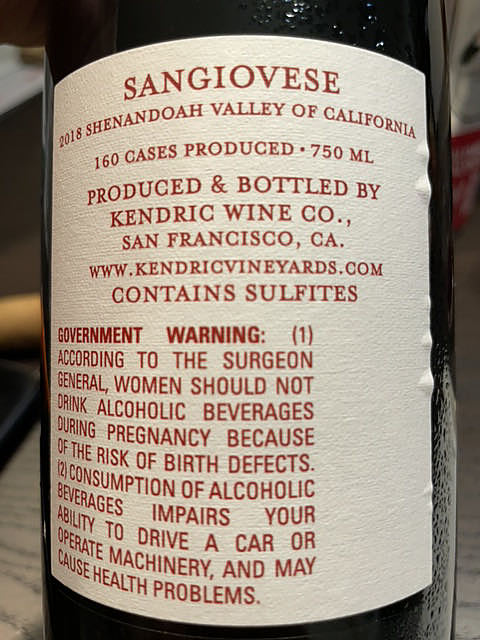 SANGIOVESE
2018 SHENANDOAH VALLEY OF CALIFORNIA
160 CASES PRODUCED • 750 ML
PRODUCED & BOTTLED BY
KENDRIC WINE CO.,
SAN FRANCISCO, CA.
WWW.KENDRICVINEYARDS.COM
CONTAINS SULFITES
GOVERNMENT WARNING: (1)
ACCORDING TO THE SURGEON
GENERAL, WOMEN SHOULD NOT
DRINK ALCOHOLIC BEVERAGES
DURING PREGNANCY BECAUSE
OF THE RISK OF BIRTH DEFECTS.
(2) CONSUMPTION OF ALCOHOLIC
BEVERAGES IMPAIRS YOUR
ABILITY TO DRIVE A CAR OR
OPERATE MACHINERY, AND MAY
CAUSE HEALTH PROBLEMS.